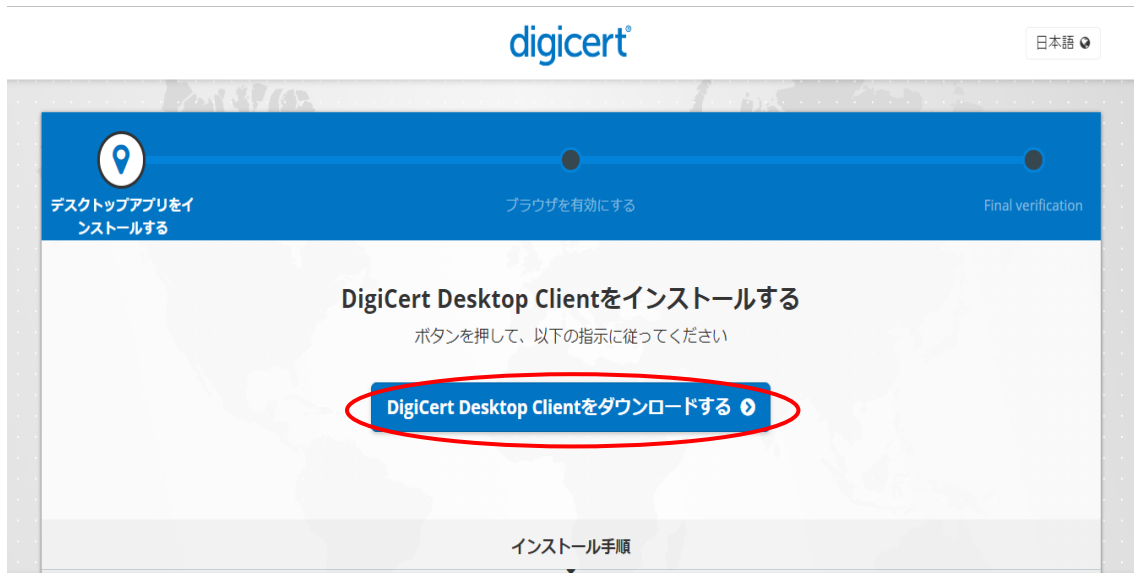 digicert®
日本語
デスクトップアプリをイ
ンストールする
ブラウザを有効にする
Final verification
DigiCert Desktop Clientをインストールする
ボタンを押して、以下の指示に従ってください
DigiCert Desktop Clientをダウンロードする
インストール手順